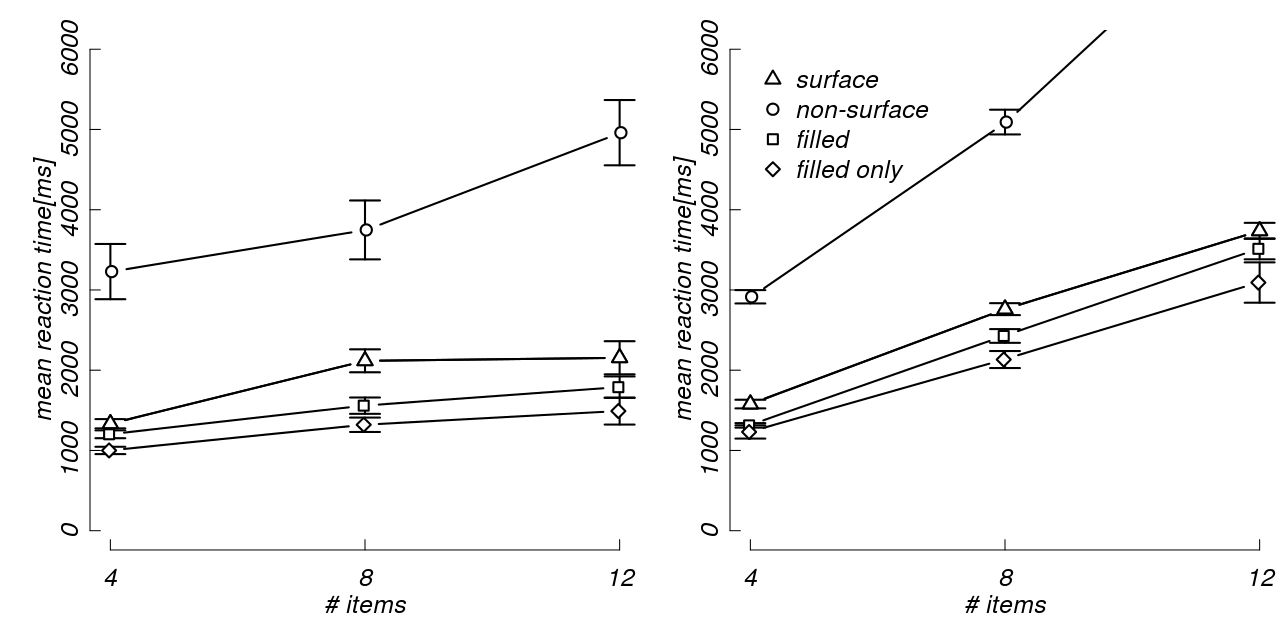 mean reaction time[ms]
0 1000 2000 3000 4000 5000 6000
4 8 12
# items
mean reaction time[ms]
0 1000 2000 3000 4000 5000 6000
surface
non-surface
filled
filled only
4 8 12
# items